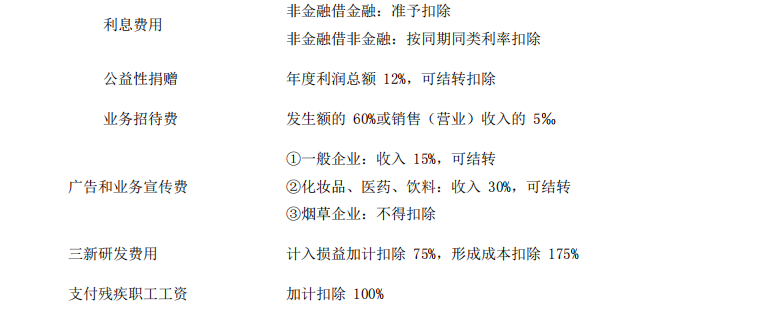 利息费用
非金融借金融：准予扣除
非金融借非金融：按同期同类利率扣除
公益性捐赠
年度利润总额 12%，可结转扣除
业务招待费
发生额的 60%或销售（营业）收入的 5‰
广告和业务宣传费
①一般企业：收入 15%，可结转
②化妆品、医药、饮料：收入 30%，可结转
③烟草企业：不得扣除
三新研发费用
计入损益加计扣除 75%，形成成本扣除 175%
支付残疾职工工资
加计扣除 100%